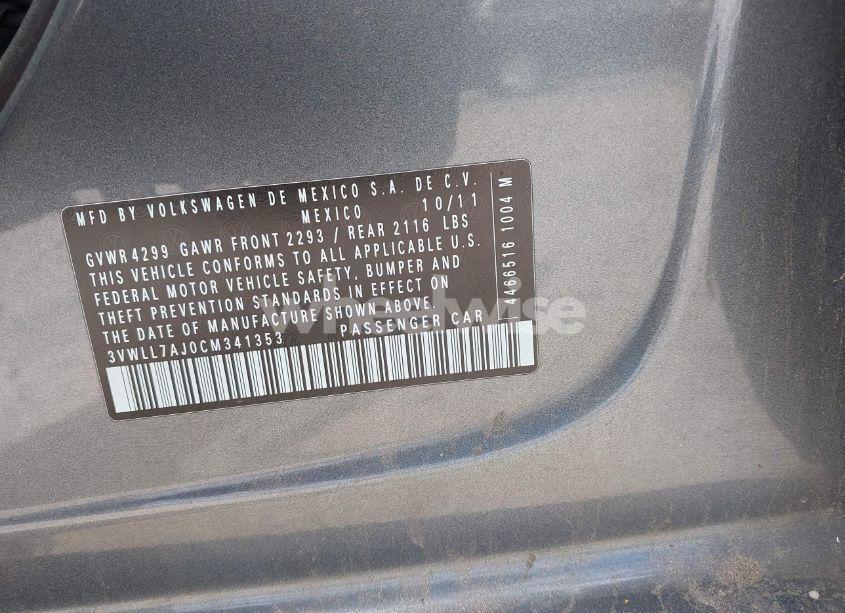 MFD BY VOLKSWAGEN DE MEXICO S.A. DE C.V.
MEXICO 10/11
GVWR 4299 GAWR FRONT 2293 / REAR 2116 LBS
THIS VEHICLE CONFORMS TO ALL APPLICABLE U.S.
FEDERAL MOTOR VEHICLE SAFETY, BUMPER AND
THEFT PREVENTION STANDARDS IN EFFECT ON
THE DATE OF MANUFACTURE SHOWN ABOVE.
3VWLL7AJ0CM341353 PASSENGER CAR
4466516 1004 M
wheelwise